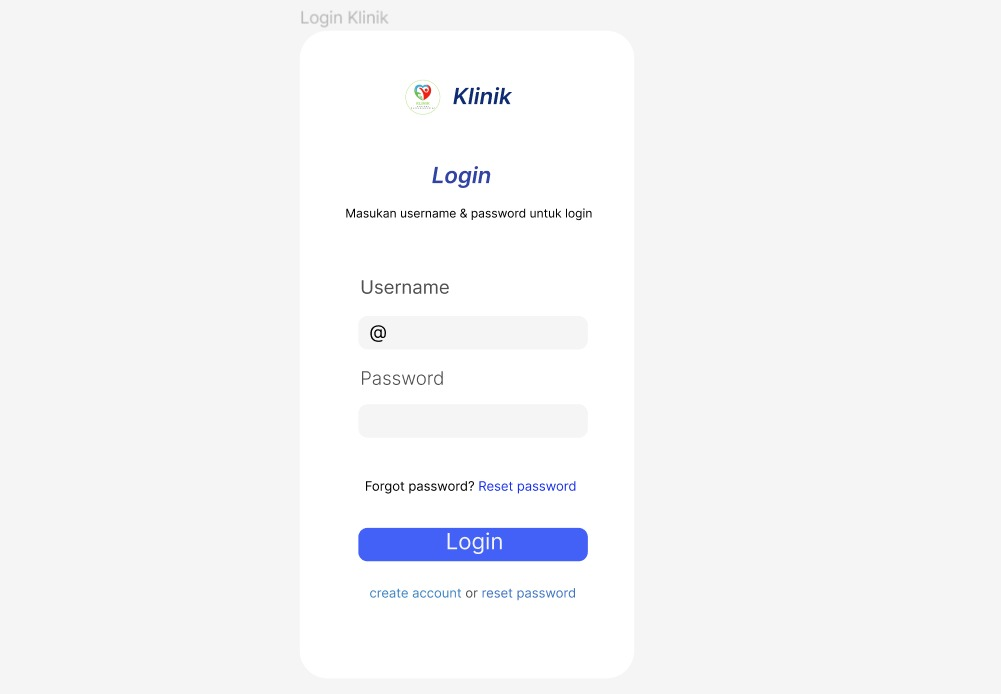 Login Klinik
Klinik
Login
Masukan username & password untuk login
Username
@
Password
Forgot password? Reset password
Login
create account or reset password